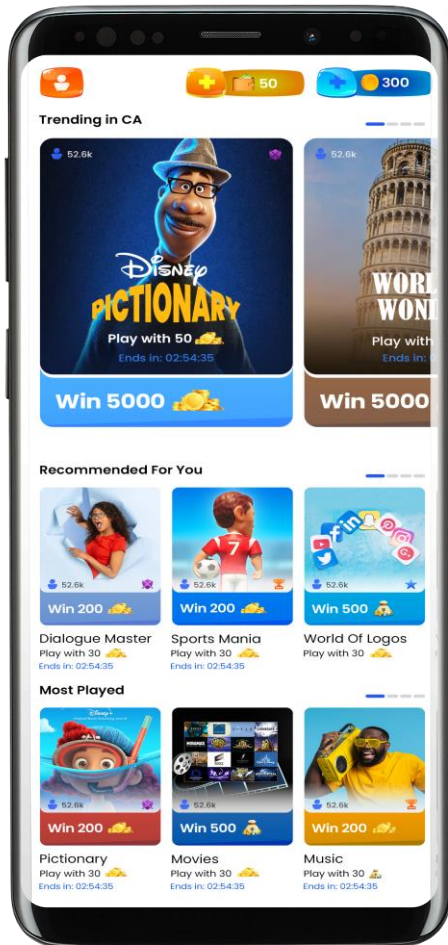 50
300
Trending in CA
52.6k
52.6k
DISNEY
PICTIONARY
Play with 50
Ends in: 02:54:35
Win 5000
WORL
WON
Play with
Ends in:
Win 5000
Recommended For You
52.6k
52.6k
52.6k
7
Win 200
Win 200
Win 500
Dialogue Master
Sports Mania
World Of Logos
Play with 30
Play with 30
Play with 30
Ends in: 02:54:35
Ends in: 02:54:35
Most Played
Disney+
52.6k
52.6k
52.6k
Win 200
Win 500
Win 200
Pictionary
Movies
Music
Play with 30
Play with 30
Play with 30
Ends in: 02:54:35
Ends in: 02:54:35
Ends in: 02:54:35